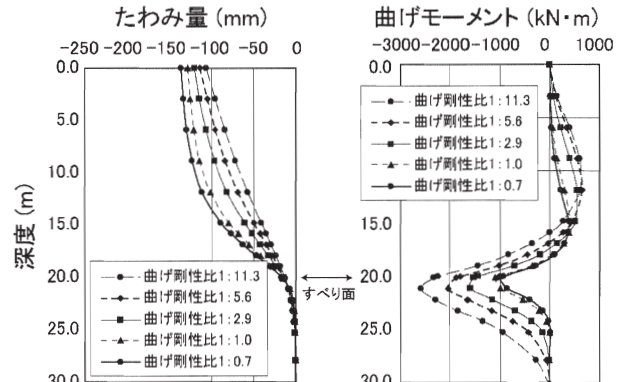 たわみ量 (mm)
-250 -150 -100 -50 0
0.0
5.0
10.0
15.0
20.0
25.0
30.0
深度 (m)
曲げ剛性比1：11.3
曲げ剛性比1：5.6
曲げ剛性比1：2.9
曲げ剛性比1：1.0
曲げ剛性比1：0.7
すべり面
曲げモーメント (kN・m)
-3000 -2000 -1000 0 1000
0.0
5.0
10.0
15.0
20.0
25.0
30.0
曲げ剛性比1：11.3
曲げ剛性比1：5.6
曲げ剛性比1：2.9
曲げ剛性比1：1.0
曲げ剛性比1：0.7